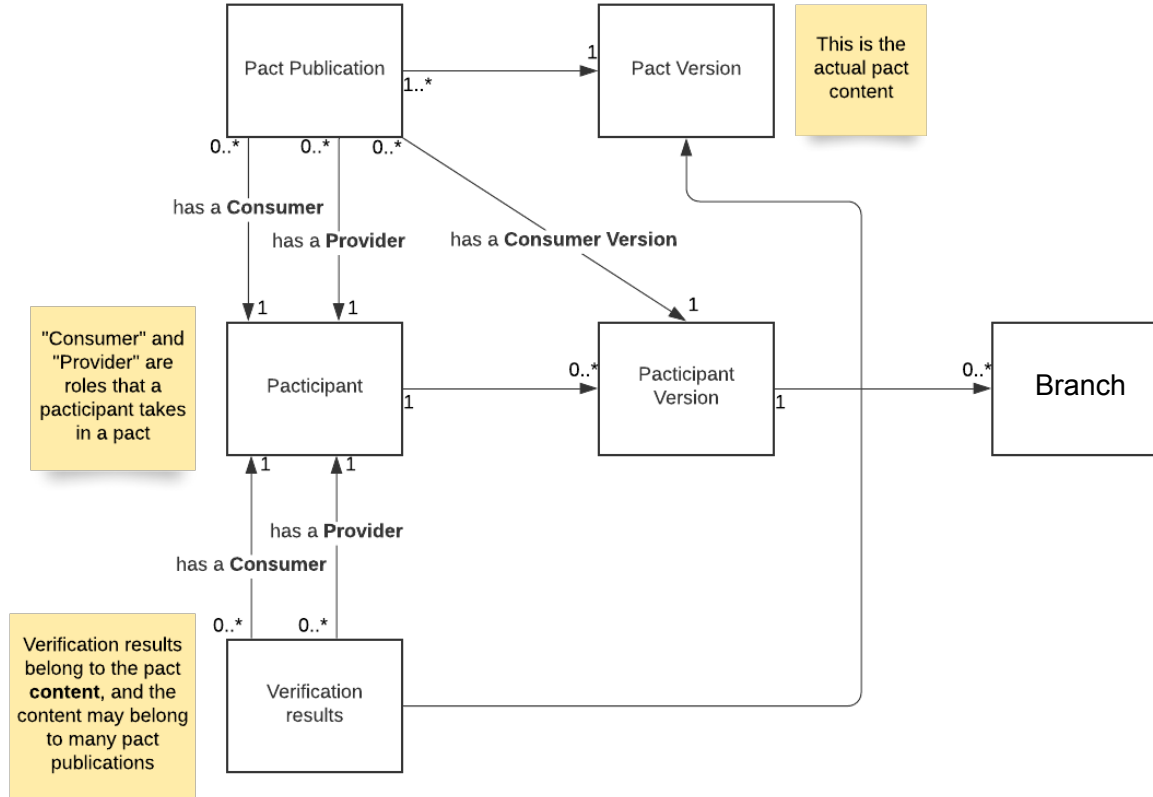 Pact Publication
1
1..*
Pact Version
This is the
actual pact
content
0..*
0..*
0..*
has a Consumer
has a Provider
has a Consumer Version
1
1
1
"Consumer" and
"Provider" are
roles that a
pacticipant takes
in a pact
Pacticipant
0..*
1
Pacticipant
Version
0..*
1
Branch
1
1
has a Provider
has a Consumer
0..*
0..*
Verification results
belong to the pact
content, and the
content may belong
to many pact
publications
Verification
results